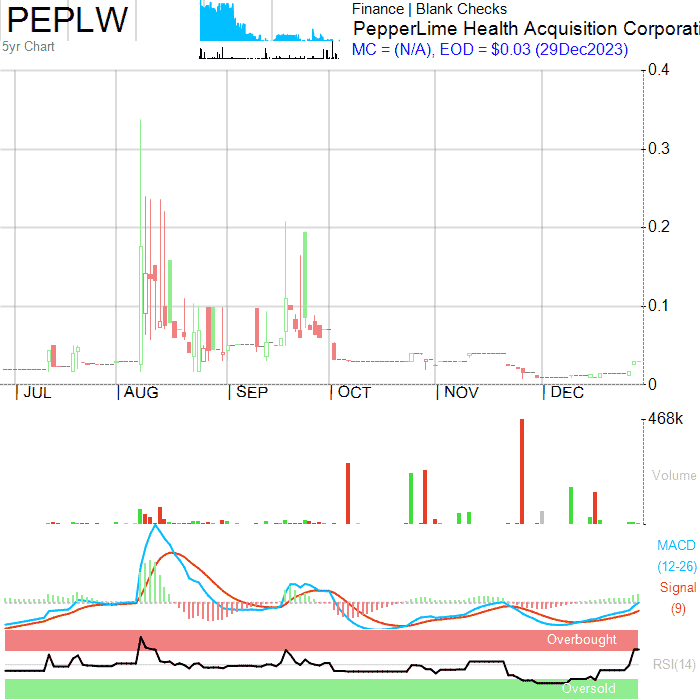 PEPLW
5yr Chart
Finance | Blank Checks
PepperLime Health Acquisition Corporati
MC = (N/A), EOD = $0.03 (29Dec2023)
0.4
0.3
0.2
0.1
0
| JUL | AUG | SEP | OCT | NOV | DEC
468k
Volume
MACD
(12-26)
Signal
(9)
Overbought
RSI(14)
Oversold